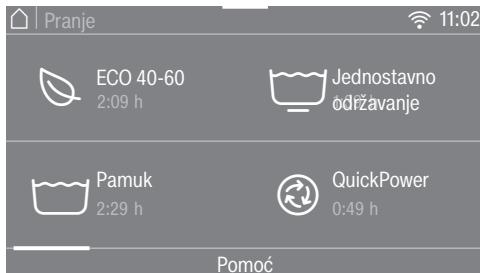 Pranje
11:02
ECO 40-60
2:09 h
Jednostavno
održavanje
Pamuk
2:29 h
QuickPower
0:49 h
Pomoć